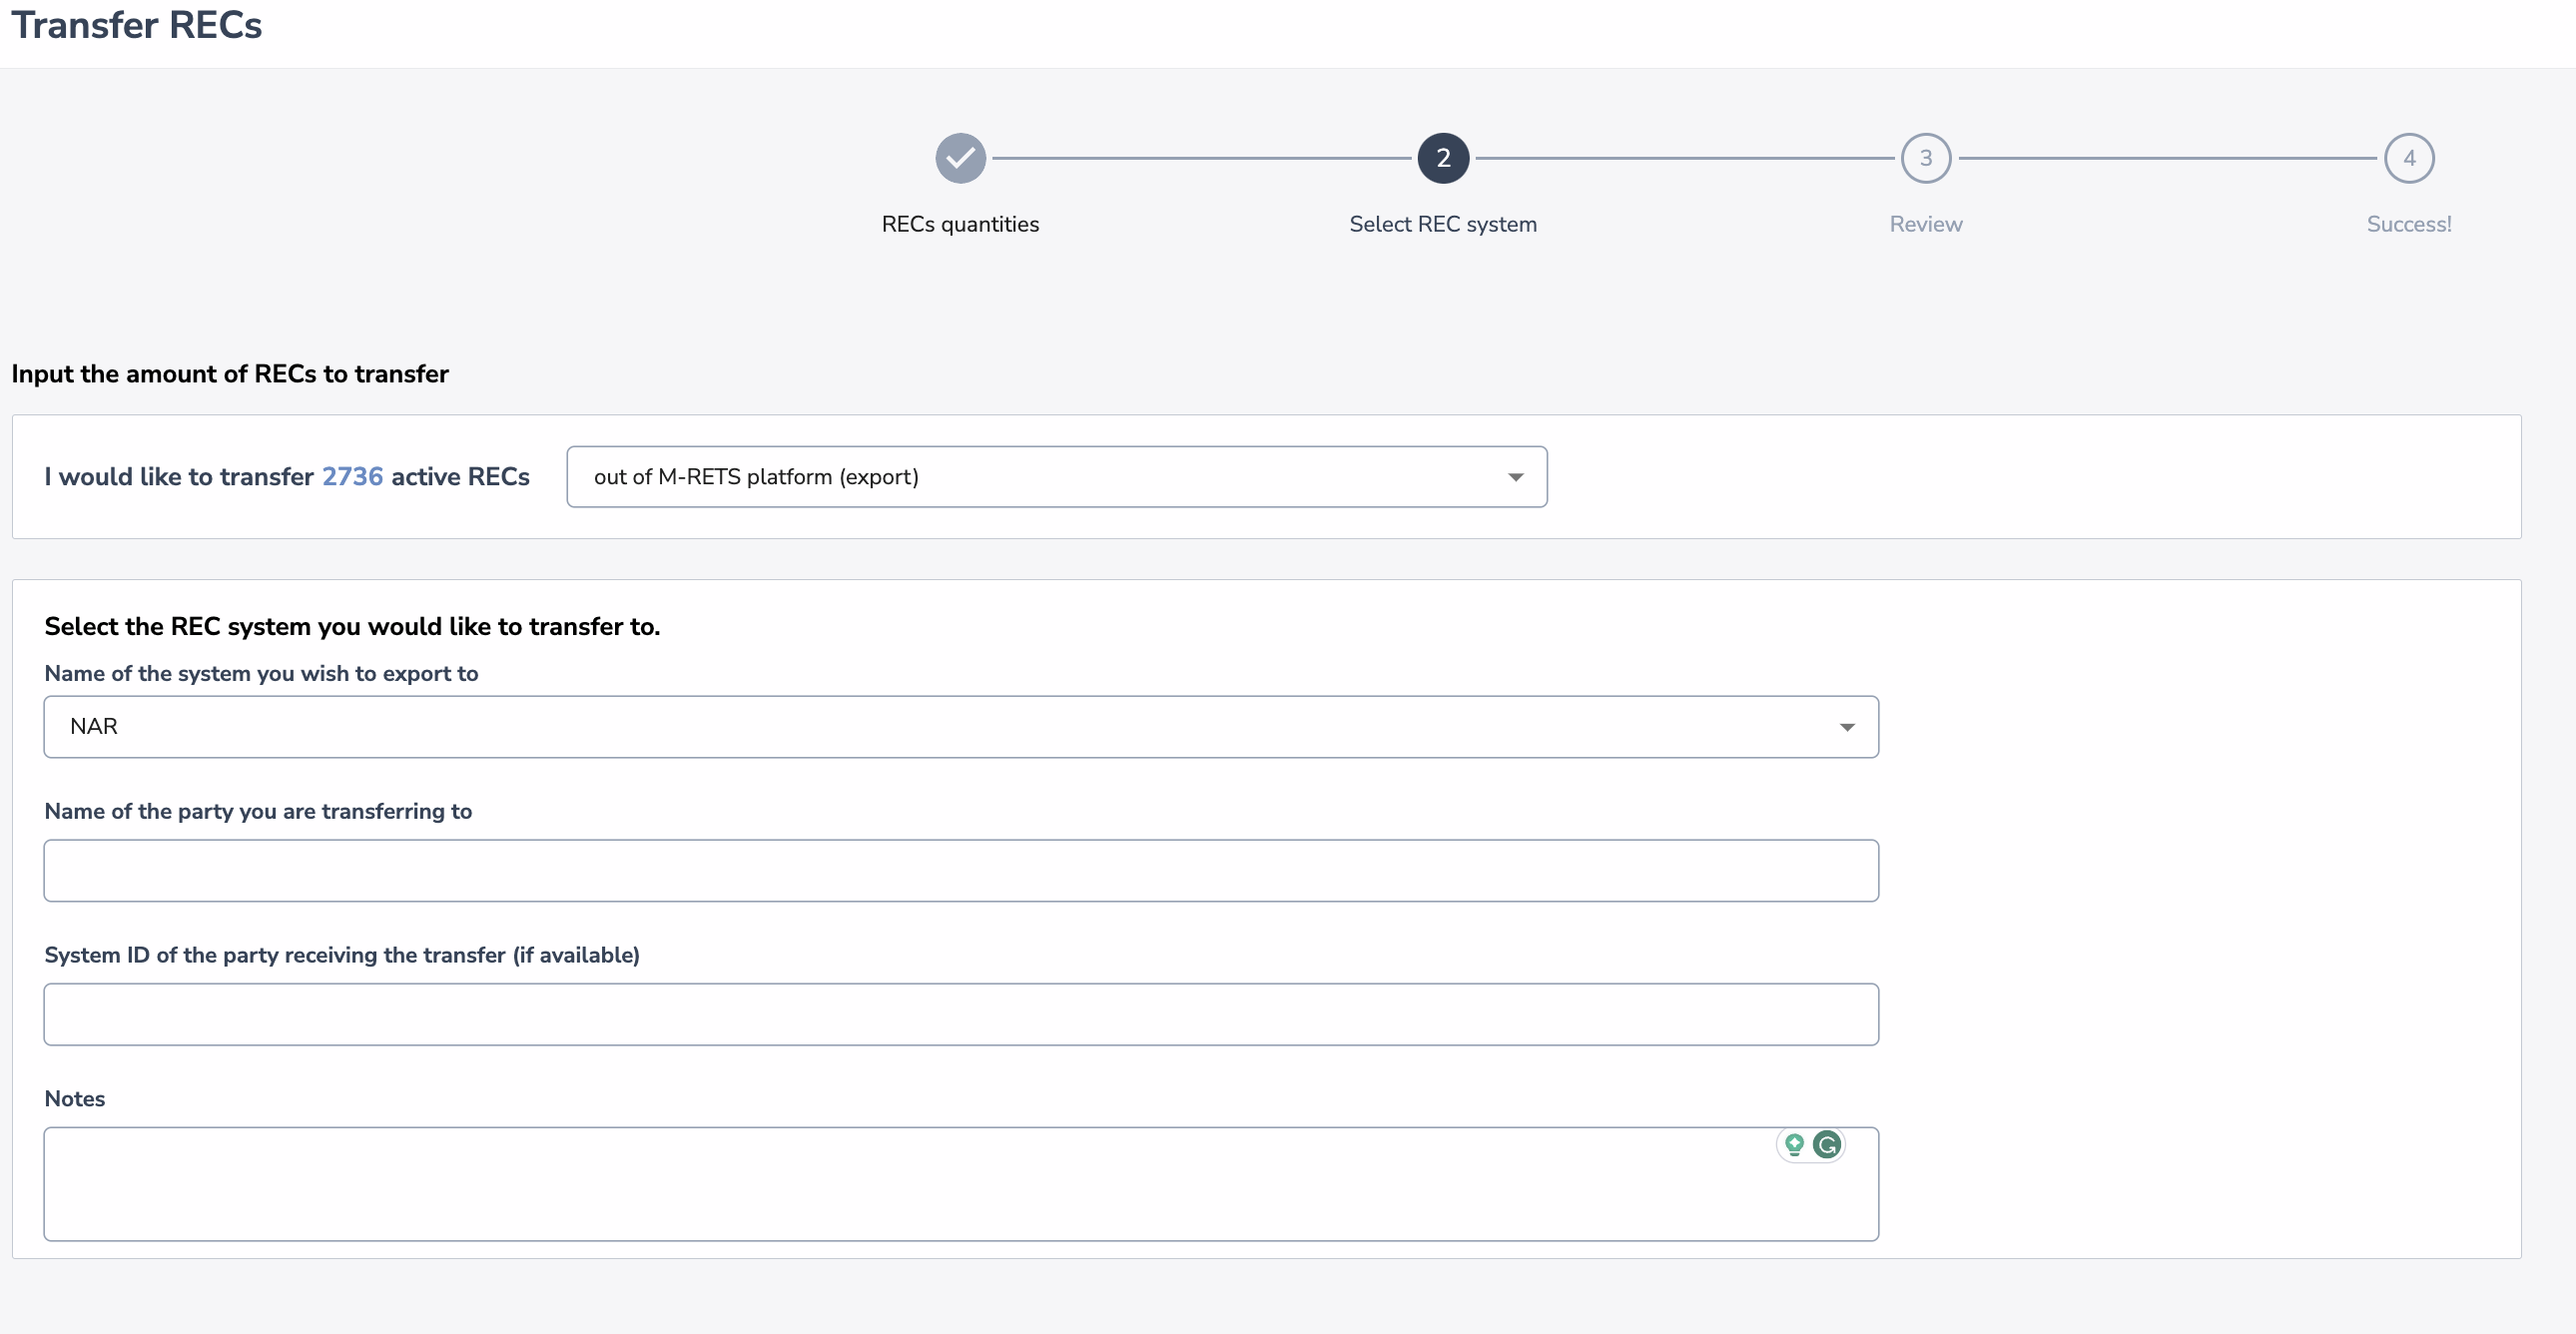 Transfer RECs
2
3
4
RECs quantities
Select REC system
Review
Success!
Input the amount of RECs to transfer
I would like to transfer 2736 active RECs
out of M-RETS platform (export)
Select the REC system you would like to transfer to.
Name of the system you wish to export to
NAR
Name of the party you are transferring to
System ID of the party receiving the transfer (if available)
Notes